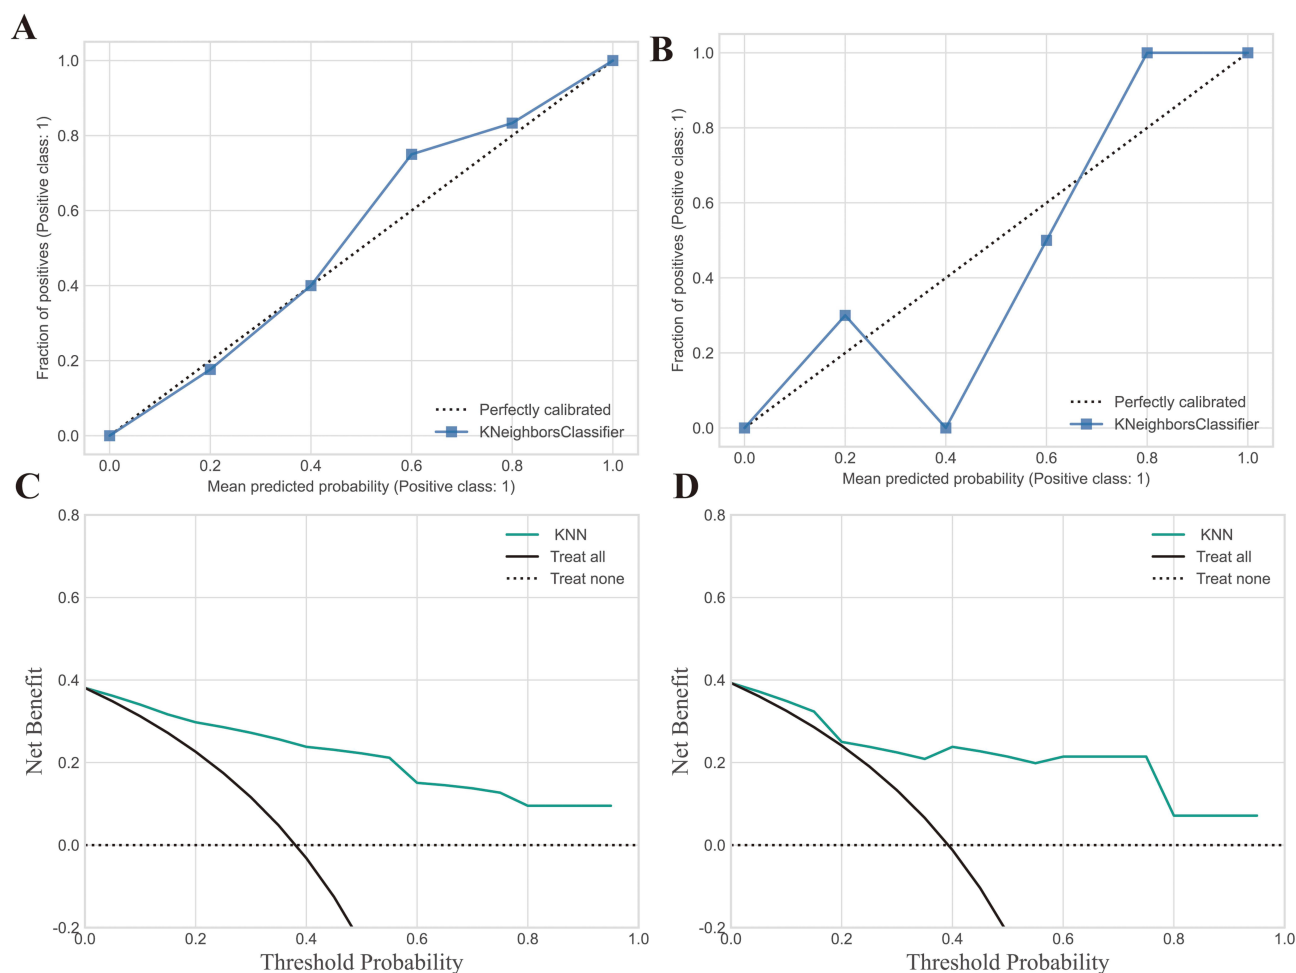 A
Fraction of positives (Positive class: 1)
1.0
0.8
0.6
0.4
0.2
0.0
Perfectly calibrated
KNeighborsClassifier
0.0 0.2 0.4 0.6 0.8 1.0
Mean predicted probability (Positive class: 1)
B
Fraction of positives (Positive class: 1)
1.0
0.8
0.6
0.4
0.2
0.0
Perfectly calibrated
KNeighborsClassifier
0.0 0.2 0.4 0.6 0.8 1.0
Mean predicted probability (Positive class: 1)
C
Net Benefit
0.8
0.6
0.4
0.2
0.0
-0.2
KNN
Treat all
Treat none
0.0 0.2 0.4 0.6 0.8 1.0
Threshold Probability
D
Net Benefit
0.8
0.6
0.4
0.2
0.0
-0.2
KNN
Treat all
Treat none
0.0 0.2 0.4 0.6 0.8 1.0
Threshold Probability